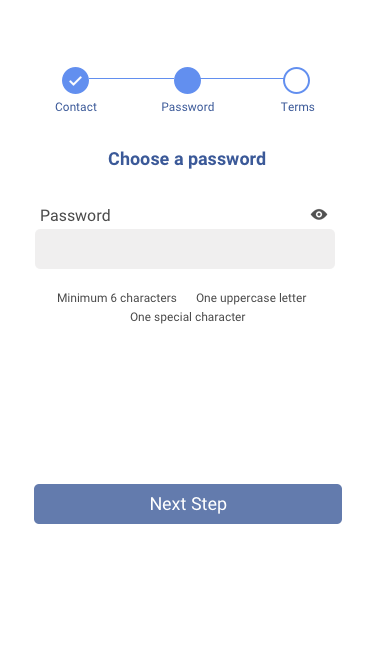 Contact Password Terms
Choose a password
Password
Minimum 6 characters One uppercase letter
One special character
Next Step